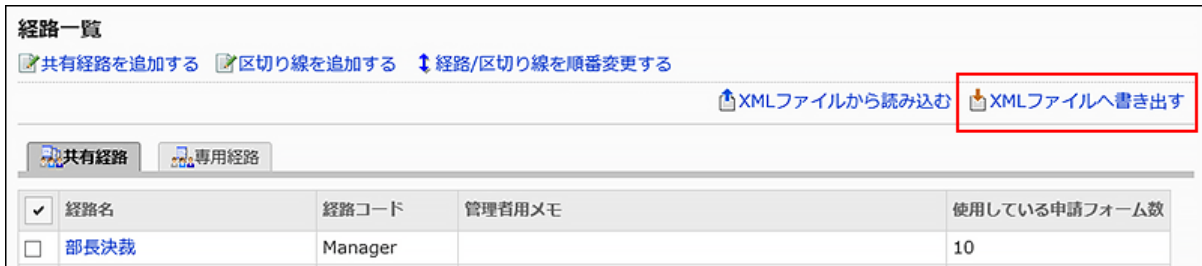 経路一覧
共有経路を追加する 区切り線を追加する 経路/区切り線を順番変更する
XMLファイルから読み込む XMLファイルへ書き出す
共有経路 専用経路
経路名 経路コード 管理者用メモ 使用している申請フォーム数
部長決裁 Manager 10